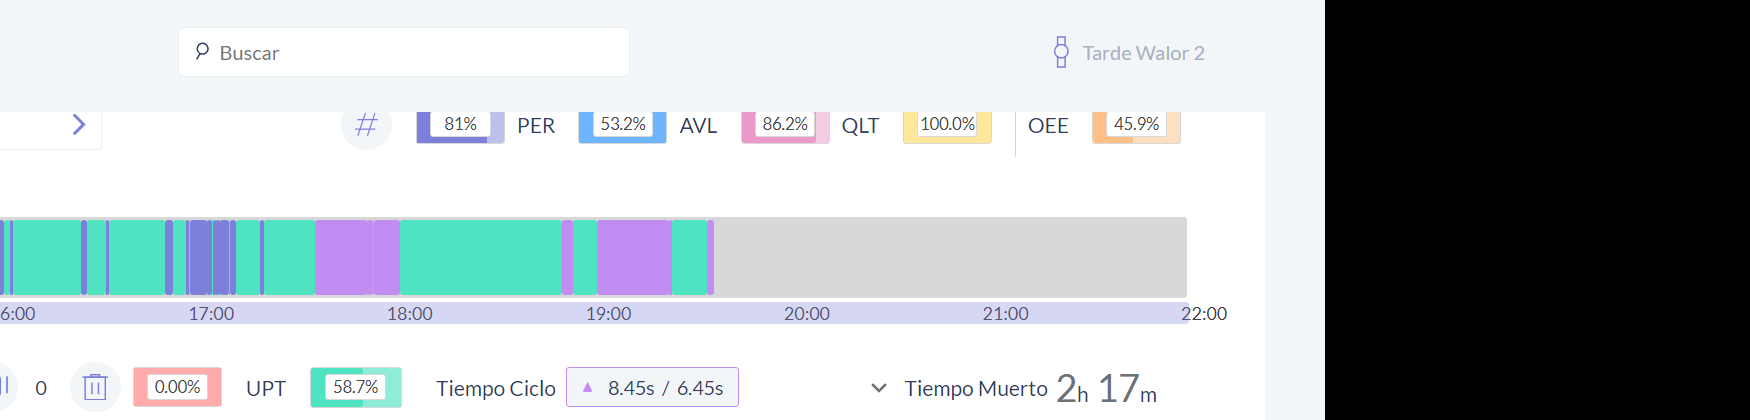 Buscar
Tarde Walor 2
81% PER 53.2% AVL 86.2% QLT 100.0% OEE 45.9%
6:00 17:00 18:00 19:00 20:00 21:00 22:00
0 0.00% UPT 58.7% Tiempo Ciclo ▲ 8.45s / 6.45s Tiempo Muerto 2h 17m